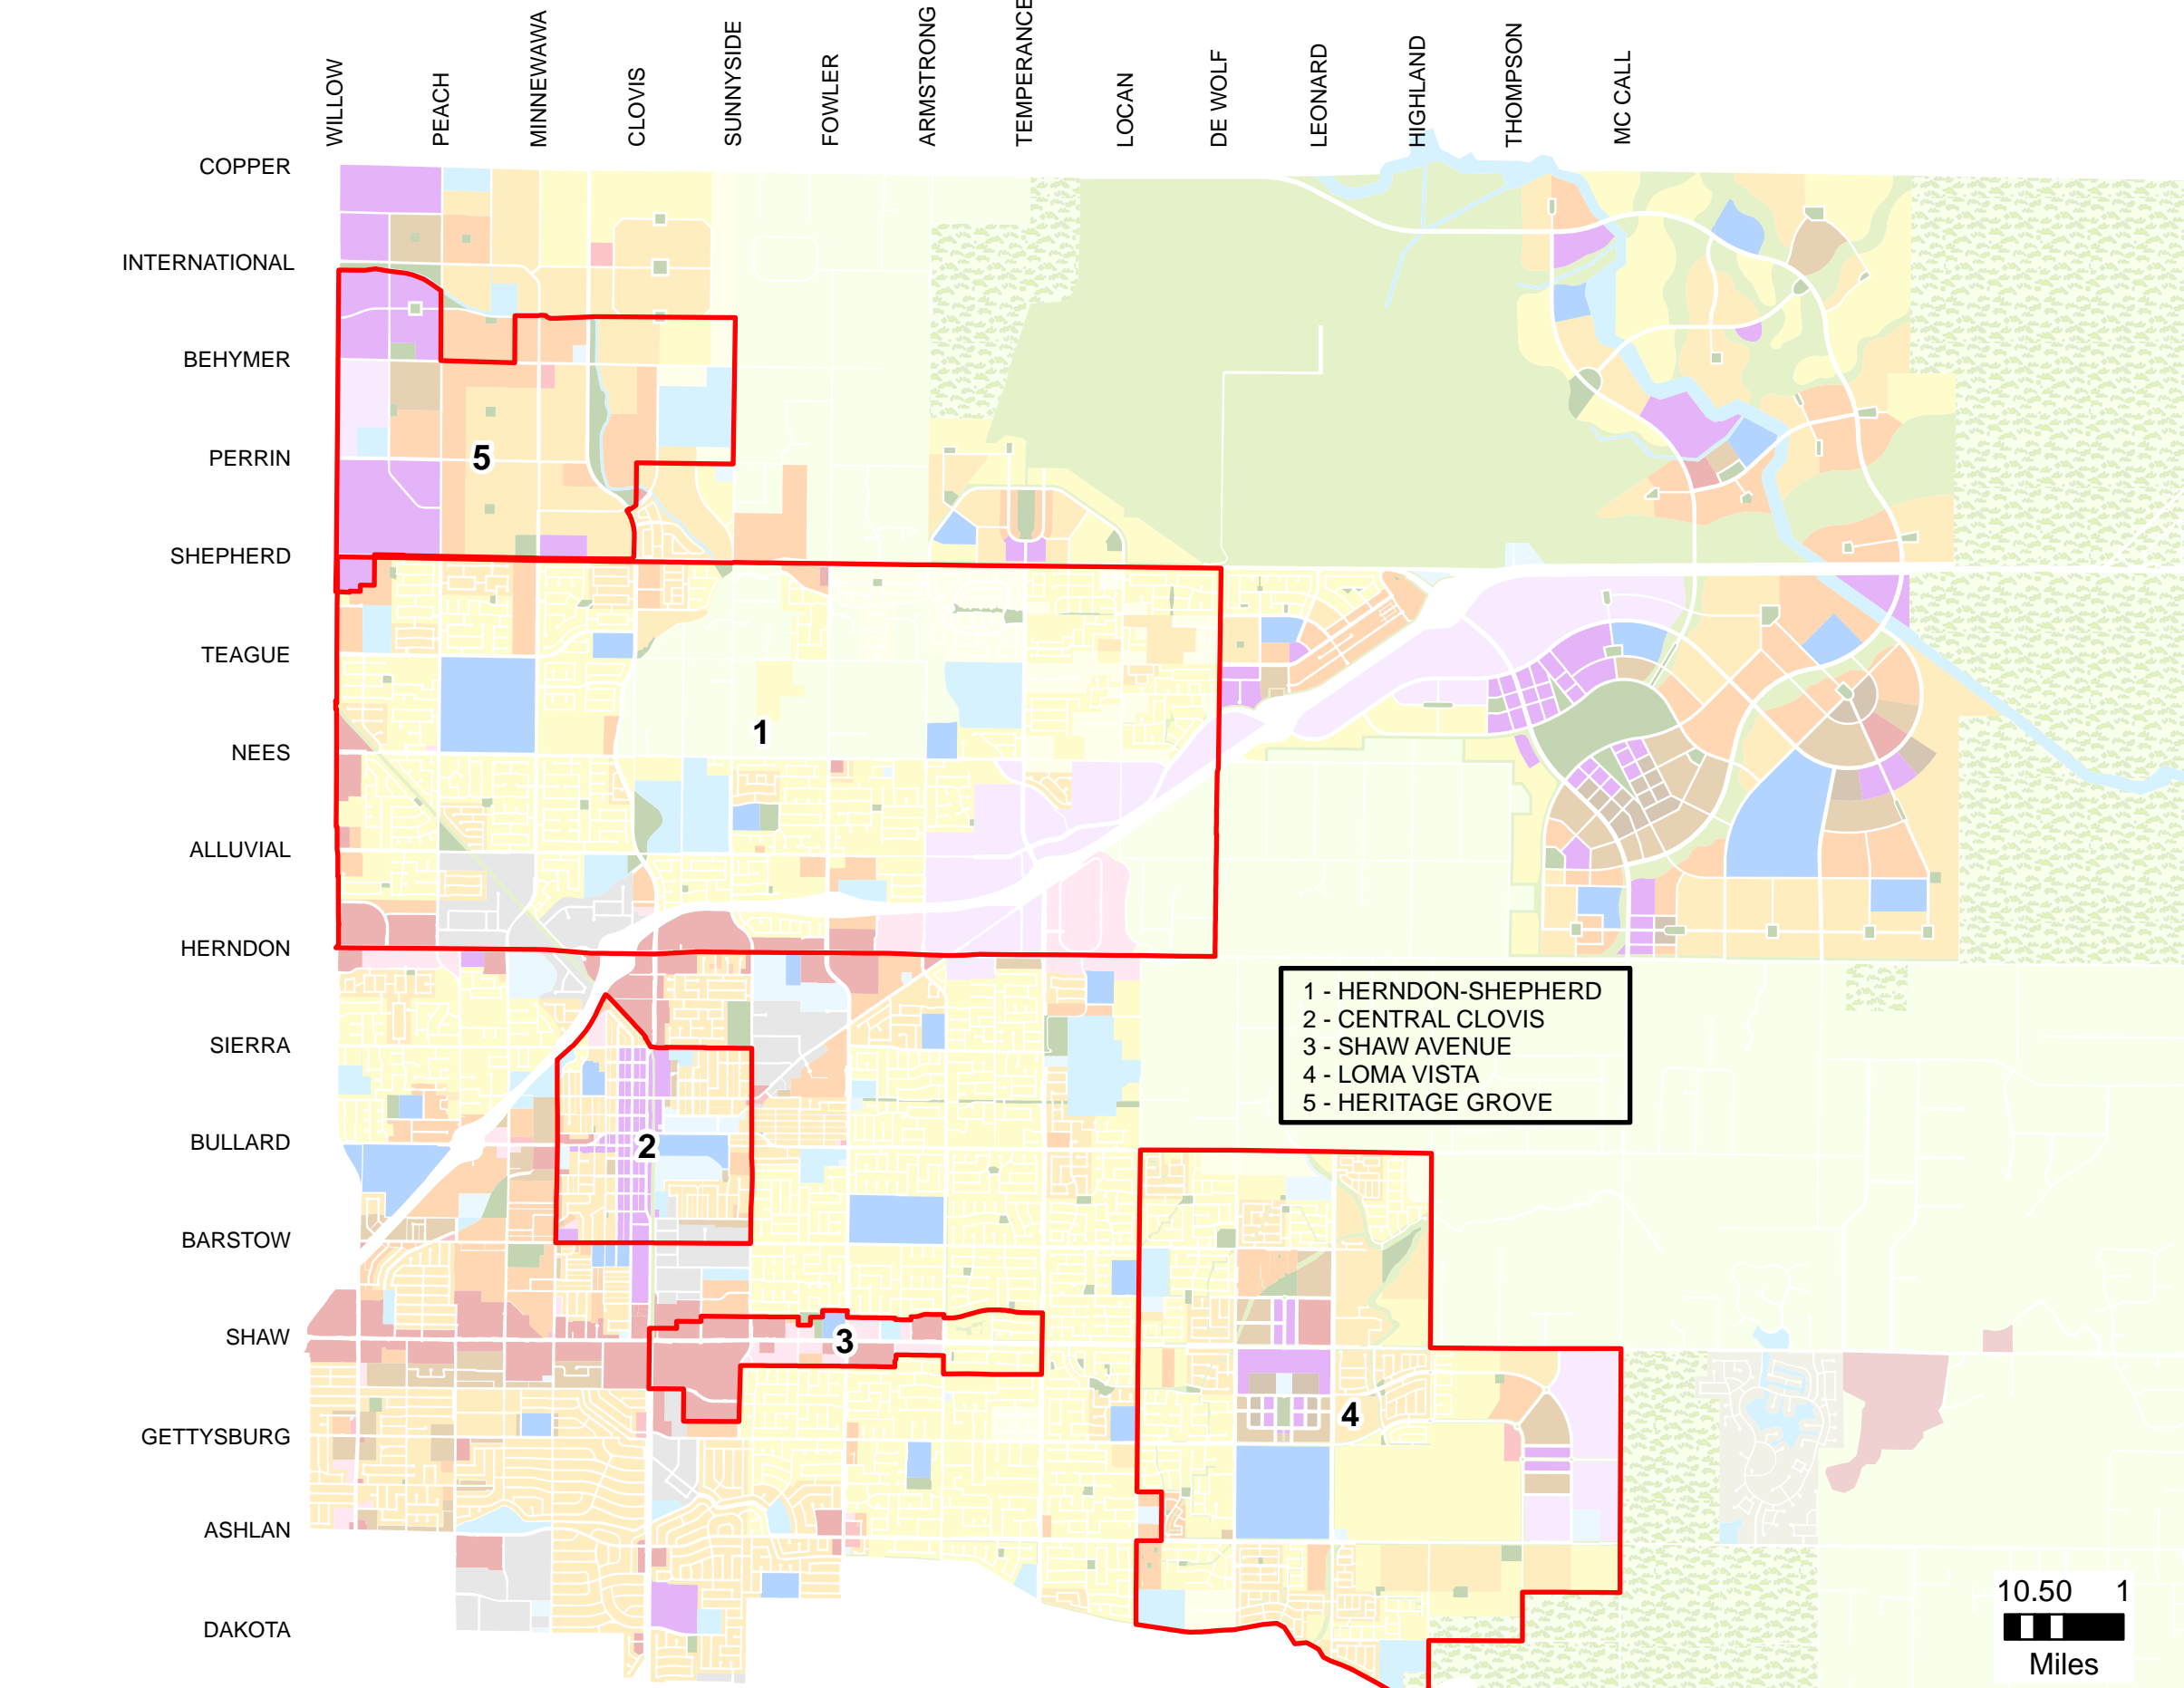 WILLOW
PEACH
MINNEWAWA
CLOVIS
SUNNYSIDE
FOWLER
ARMSTRONG
TEMPERANCE
LOCAN
DE WOLF
LEONARD
HIGHLAND
THOMPSON
MC CALL
COPPER
INTERNATIONAL
BEHYMER
PERRIN
5
SHEPHERD
TEAGUE
NEES
1
ALLUVIAL
HERNDON
1 - HERNDON-SHEPHERD
2 - CENTRAL CLOVIS
3 - SHAW AVENUE
4 - LOMA VISTA
5 - HERITAGE GROVE
SIERRA
BULLARD
2
BARSTOW
SHAW
3
GETTYSBURG
4
ASHLAN
DAKOTA
10.50 1
Miles